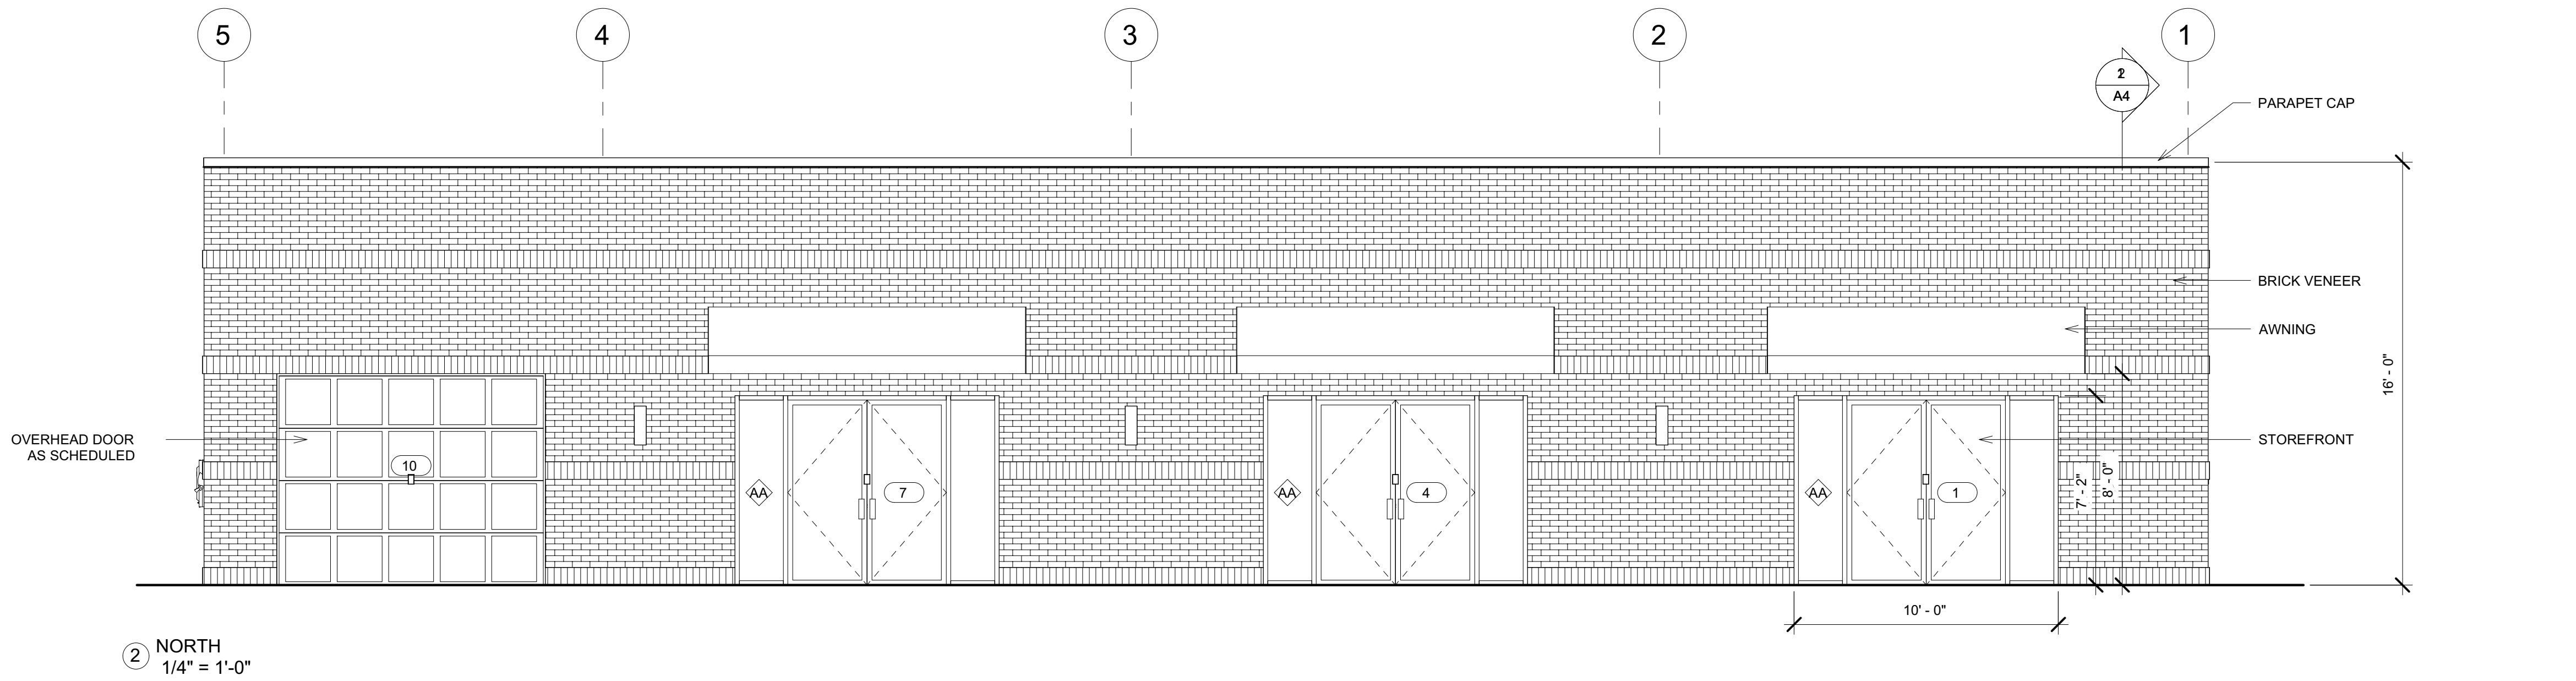 5
4
3
2
1
A4
PARAPET CAP
BRICK VENEER
AWNING
16' - 0"
OVERHEAD DOOR
AS SCHEDULED
STOREFRONT
10
AA
7
AA
4
AA
1
7' - 2"
8' - 0"
10' - 0"
2
NORTH
1/4" = 1'-0"